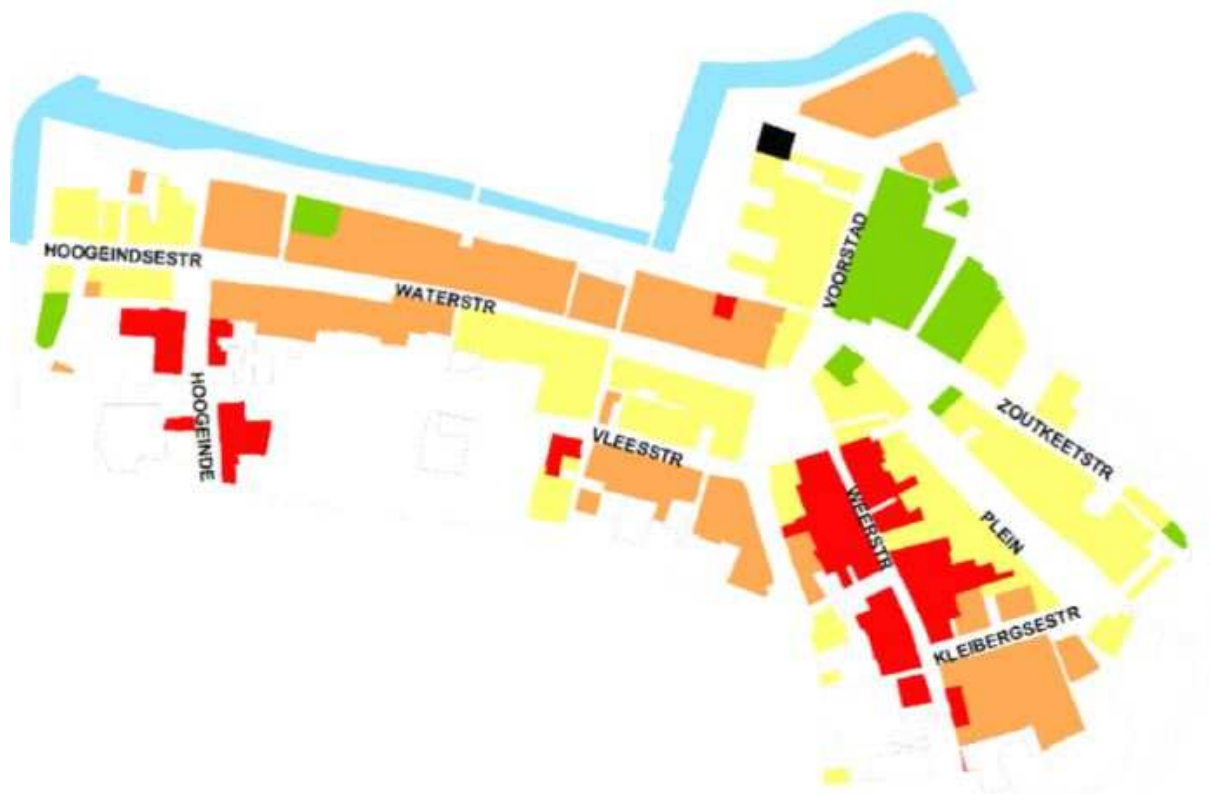 VOORSTAD
HOOGEINDSESTR
WATERSTR
HOOGEINDE
VLEESSTR
ZOUTKEETSTR
WEERSTR
PLEIN
KLEIBERGSESTR